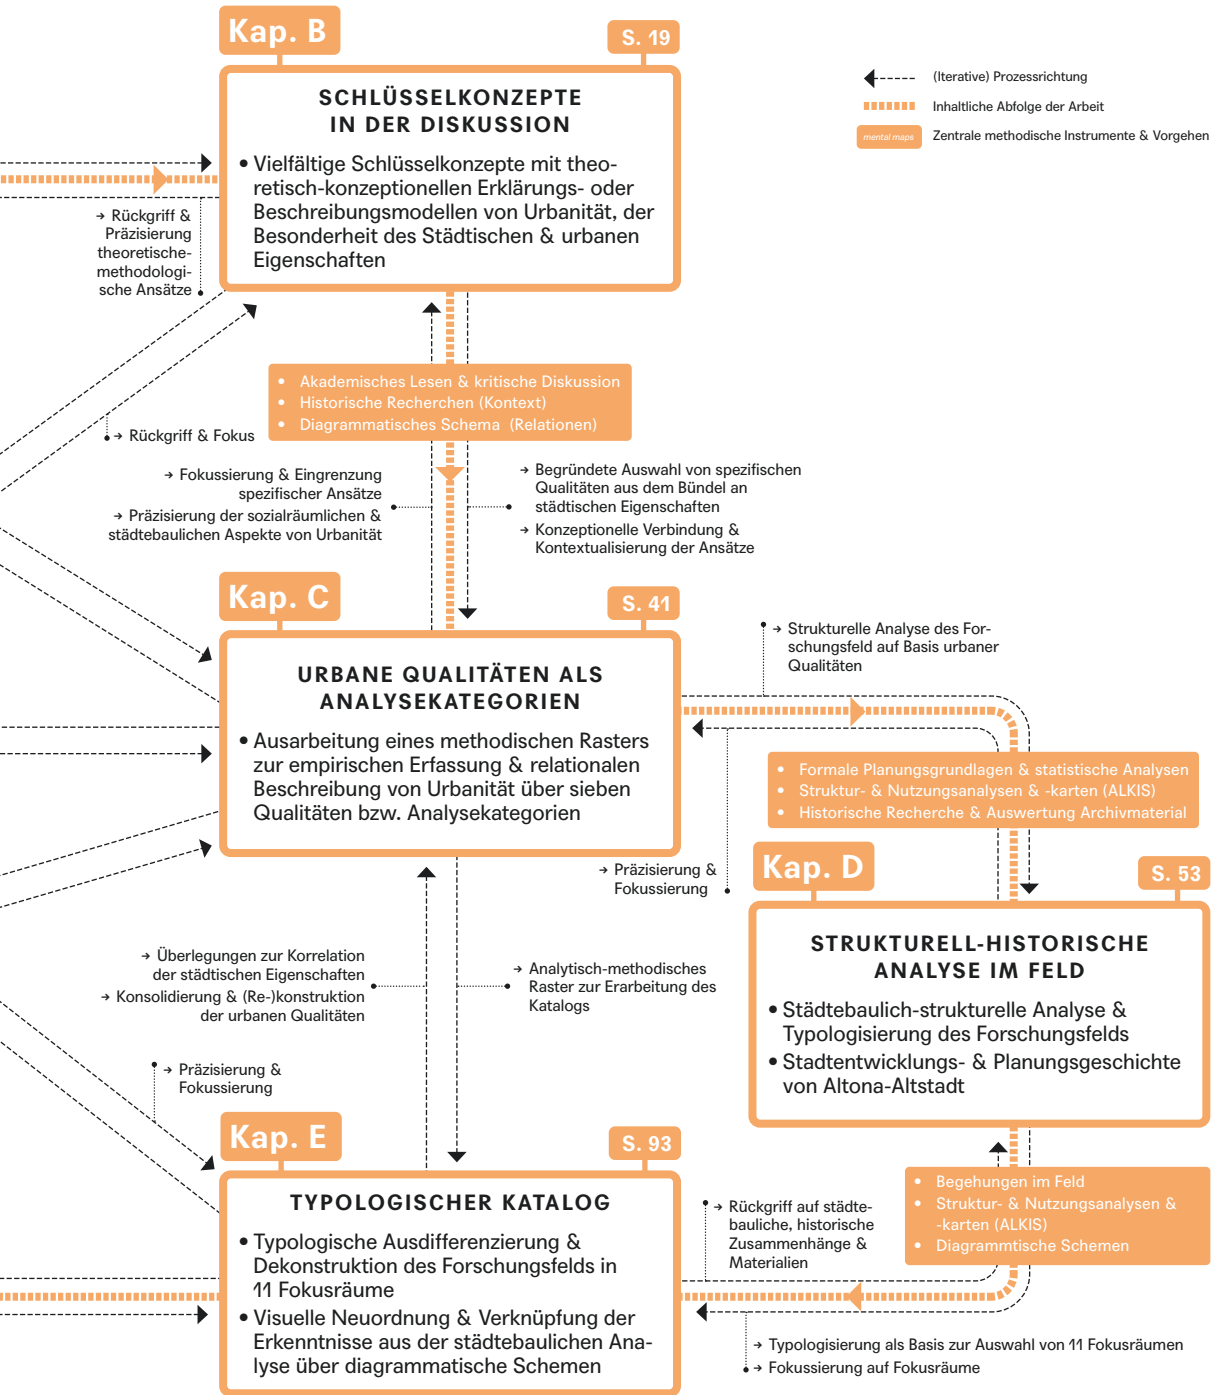 Kap. B
S. 19
SCHLÜSSELKONZEPTE
IN DER DISKUSSION
• Vielfältige Schlüsselkonzepte mit theo-
retisch-konzeptionellen Erklärungs- oder
Beschreibungsmodellen von Urbanität, der
Besonderheit des Städtischen & urbanen
Eigenschaften
(Iterative) Prozessrichtung
Inhaltliche Abfolge der Arbeit
mental maps
Zentrale methodische Instrumente & Vorgehen
→ Rückgriff &
Präzisierung
theoretische-
methodologi-
sche Ansätze
• Akademisches Lesen & kritische Diskussion
• Historische Recherchen (Kontext)
• Diagrammatisches Schema (Relationen)
→ Rückgriff & Fokus
→ Fokussierung & Eingrenzung
spezifischer Ansätze
→ Präzisierung der sozialräumlichen &
städtebaulichen Aspekte von Urbanität
→ Begründete Auswahl von spezifischen
Qualitäten aus dem Bündel an
städtischen Eigenschaften
→ Konzeptionelle Verbindung &
Kontextualisierung der Ansätze
Kap. C
S. 41
URBANE QUALITÄTEN ALS
ANALYSEKATEGORIEN
• Ausarbeitung eines methodischen Rasters
zur empirischen Erfassung & relationalen
Beschreibung von Urbanität über sieben
Qualitäten bzw. Analysekategorien
→ Strukturelle Analyse des For-
schungsfeld auf Basis urbaner
Qualitäten
• Formale Planungsgrundlagen & statistische Analysen
• Struktur- & Nutzungsanalysen & -karten (ALKIS)
• Historische Recherche & Auswertung Archivmaterial
→ Präzisierung &
Fokussierung
Kap. D
S. 53
STRUKTURELL-HISTORISCHE
ANALYSE IM FELD
• Städtebaulich-strukturelle Analyse &
Typologisierung des Forschungsfelds
• Stadtentwicklungs- & Planungsgeschichte
von Altona-Altstadt
→ Überlegungen zur Korrelation
der städtischen Eigenschaften
→ Konsolidierung & (Re-)konstruktion
der urbanen Qualitäten
→ Analytisch-methodisches
Raster zur Erarbeitung des
Katalogs
→ Präzisierung &
Fokussierung
Kap. E
S. 93
TYPOLOGISCHER KATALOG
• Typologische Ausdifferenzierung &
Dekonstruktion des Forschungsfelds in
11 Fokusräume
• Visuelle Neuordnung & Verknüpfung der
Erkenntnisse aus der städtebaulichen Ana-
lyse über diagrammatische Schemen
→ Rückgriff auf städte-
bauliche, historische
Zusammenhänge &
Materialien
• Begehungen im Feld
• Struktur- & Nutzungsanalysen &
-karten (ALKIS)
• Diagrammtische Schemen
→ Typologisierung als Basis zur Auswahl von 11 Fokusräumen
→ Fokussierung auf Fokusräume